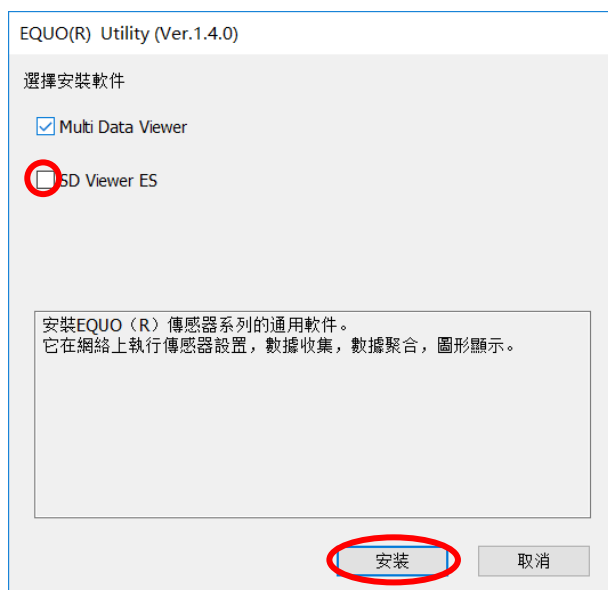 EQUO(R) Utility (Ver.1.4.0)
選擇安裝軟件
Multi Data Viewer
SD Viewer ES
安裝EQUO（R）傳感器系列的通用軟件。
它在網絡上執行傳感器設置，數據收集，數據聚合，圖形顯示。
安装 取消